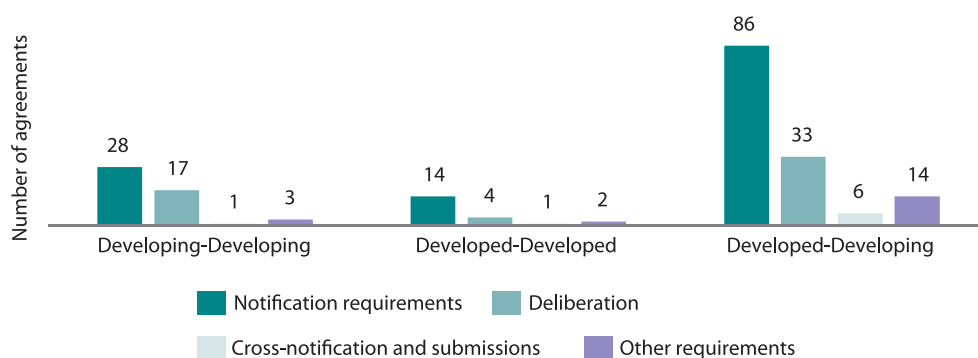 Number of agreements
86
33
6
14
28
17
1
3
14
4
1
2
Developing-Developing
Developed-Developed
Developed-Developing
Notification requirements
Deliberation
Cross-notification and submissions
Other requirements